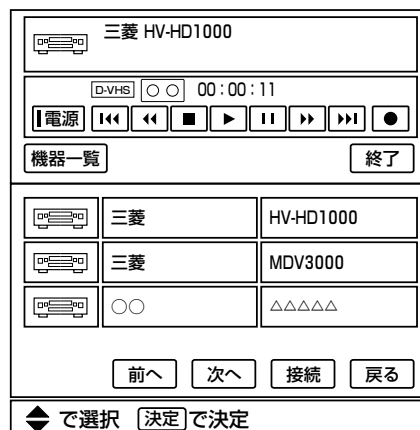 三菱 HV-HD1000
D-VHS ○○ 00:00:11
電源
機器一覧 終了
三菱 HV-HD1000
三菱 MDV3000
○○ △△△△△
前へ 次へ 接続 戻る
で選択 決定で決定